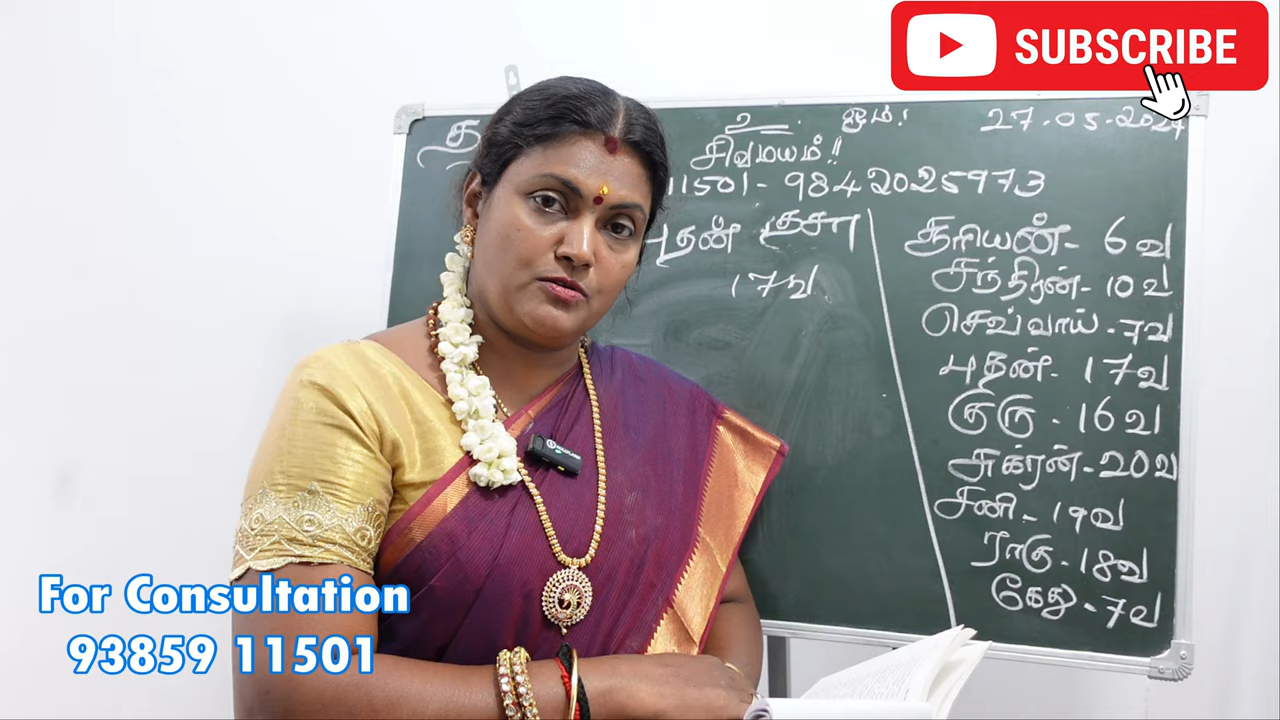 SUBSCRIBE
உ
ஓம்!
27.05.2024
த
சிவமயம்!!
11501 - 9842025973
புதன் தசா
17வ
சூரியன் - 6வ
சந்திரன் - 10வ
செவ்வாய் - 7வ
புதன் - 17வ
குரு - 16வ
சுக்ரன் - 20வ
சனி - 19வ
ராகு - 18வ
கேது - 7வ
For Consultation
93859 11501